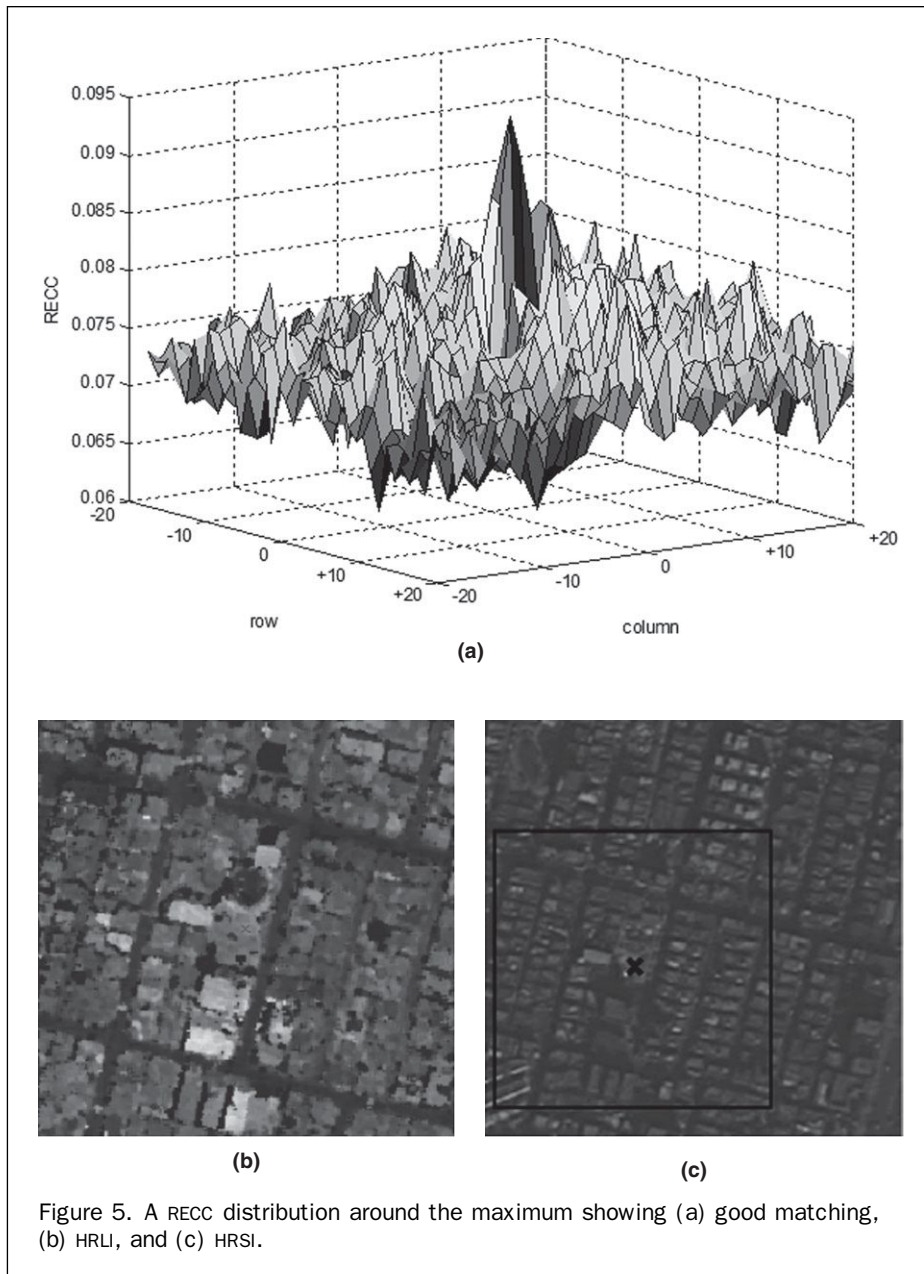 0.095
0.09
0.085
0.08
0.075
0.07
0.065
0.06
RECC
-20
-10
0
+10
+20
row
-20
-10
0
+10
+20
column
(a)
(b)
(c)
Figure 5. A RECC distribution around the maximum showing (a) good matching,
(b) HRLI, and (c) HRSI.